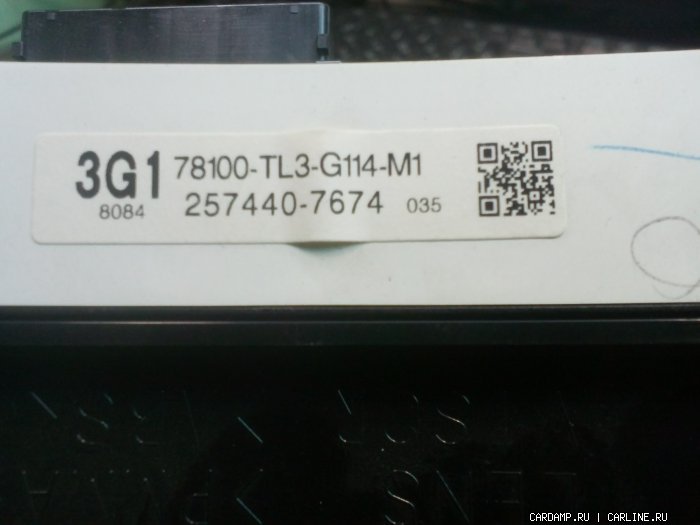 3G1 78100-TL3-G114-M1
8084 257440-7674 035
CARDAMP.RU | CARLINE.RU